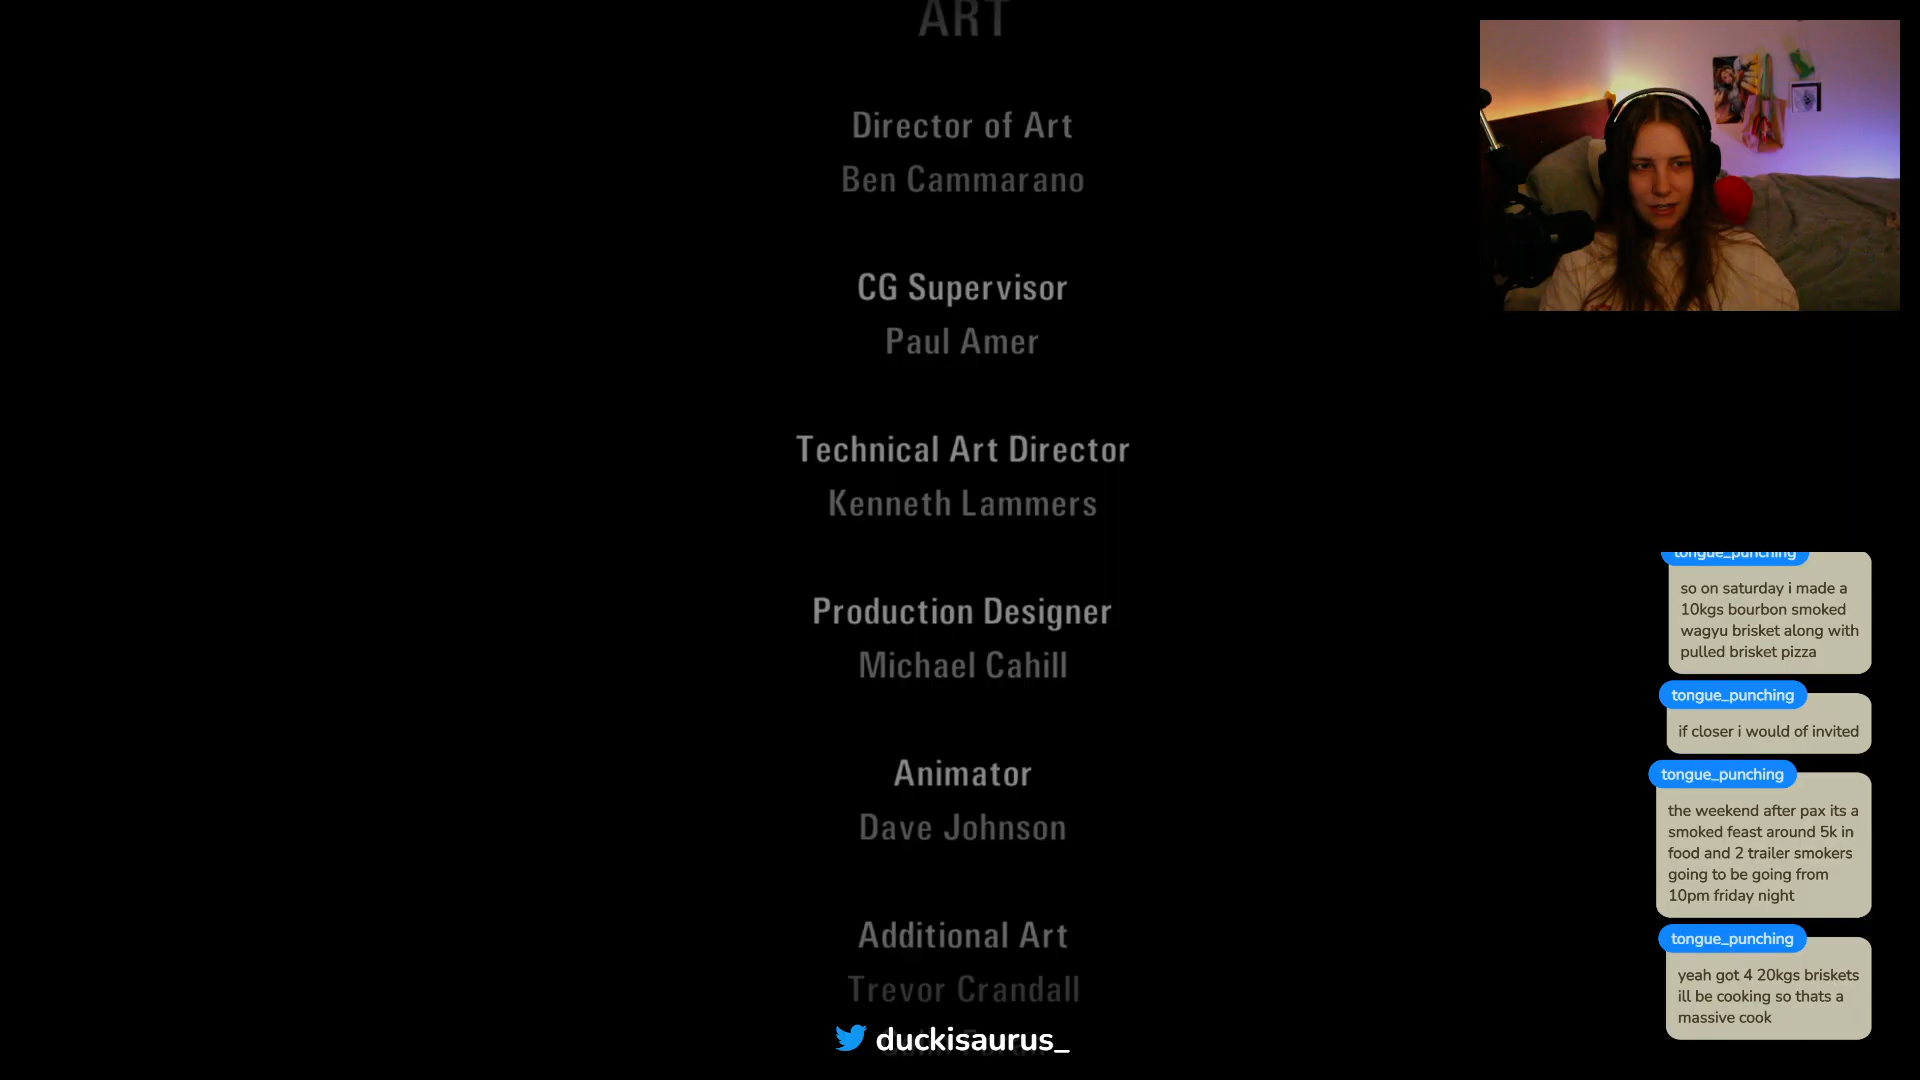 ART
Director of Art
Ben Cammarano
CG Supervisor
Paul Amer
Technical Art Director
Kenneth Lammers
Production Designer
Michael Cahill
Animator
Dave Johnson
Additional Art
Trevor Crandall
duckisaurus_
tongue_punching
so on saturday i made a
10kgs bourbon smoked
wagyu brisket along with
pulled brisket pizza
tongue_punching
if closer i would of invited
tongue_punching
the weekend after pax its a
smoked feast around 5k in
food and 2 trailer smokers
going to be going from
10pm friday night
tongue_punching
yeah got 4 20kgs briskets
ill be cooking so thats a
massive cook